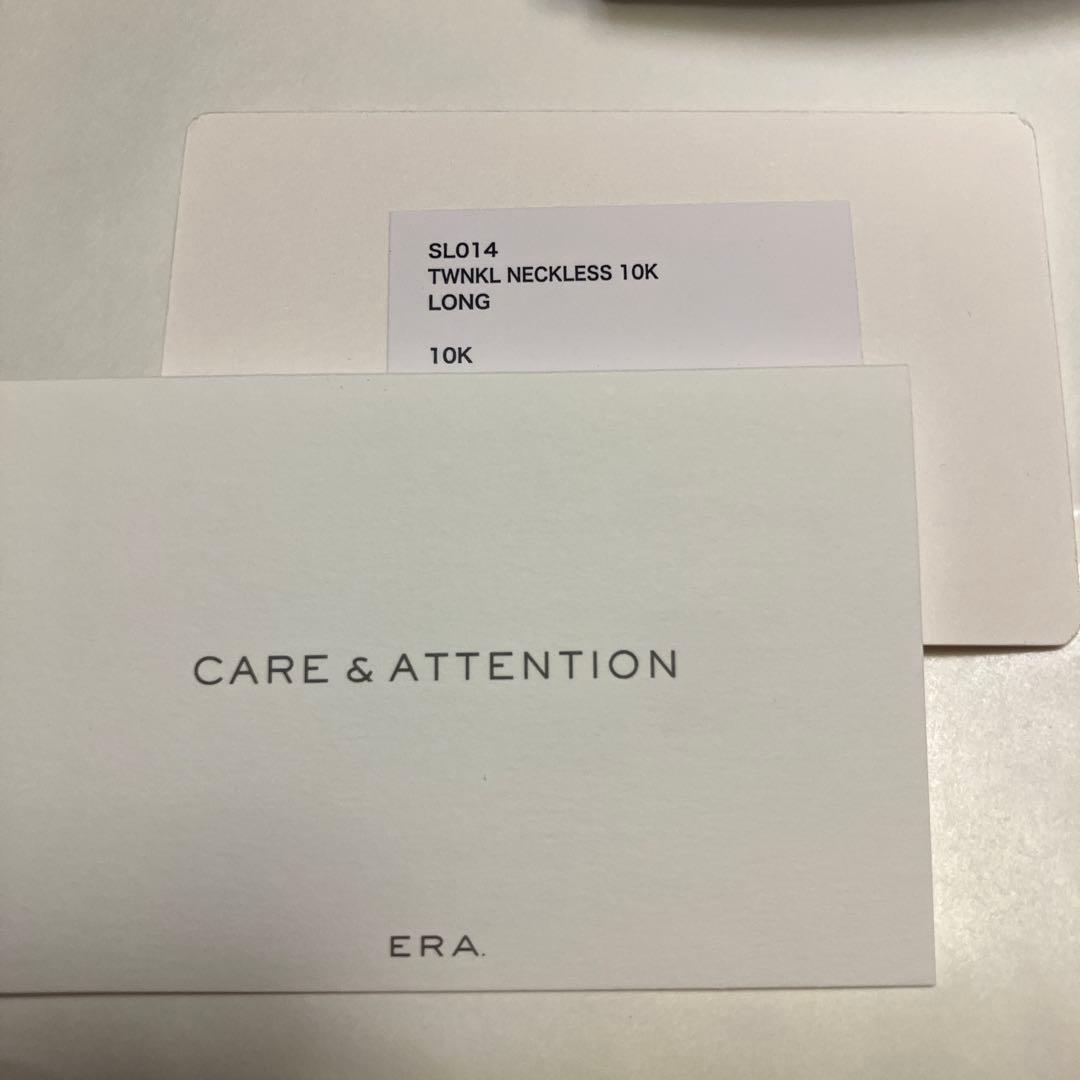 SL014
TWNKL NECKLESS 10K
LONG
10K
CARE & ATTENTION
ERA.